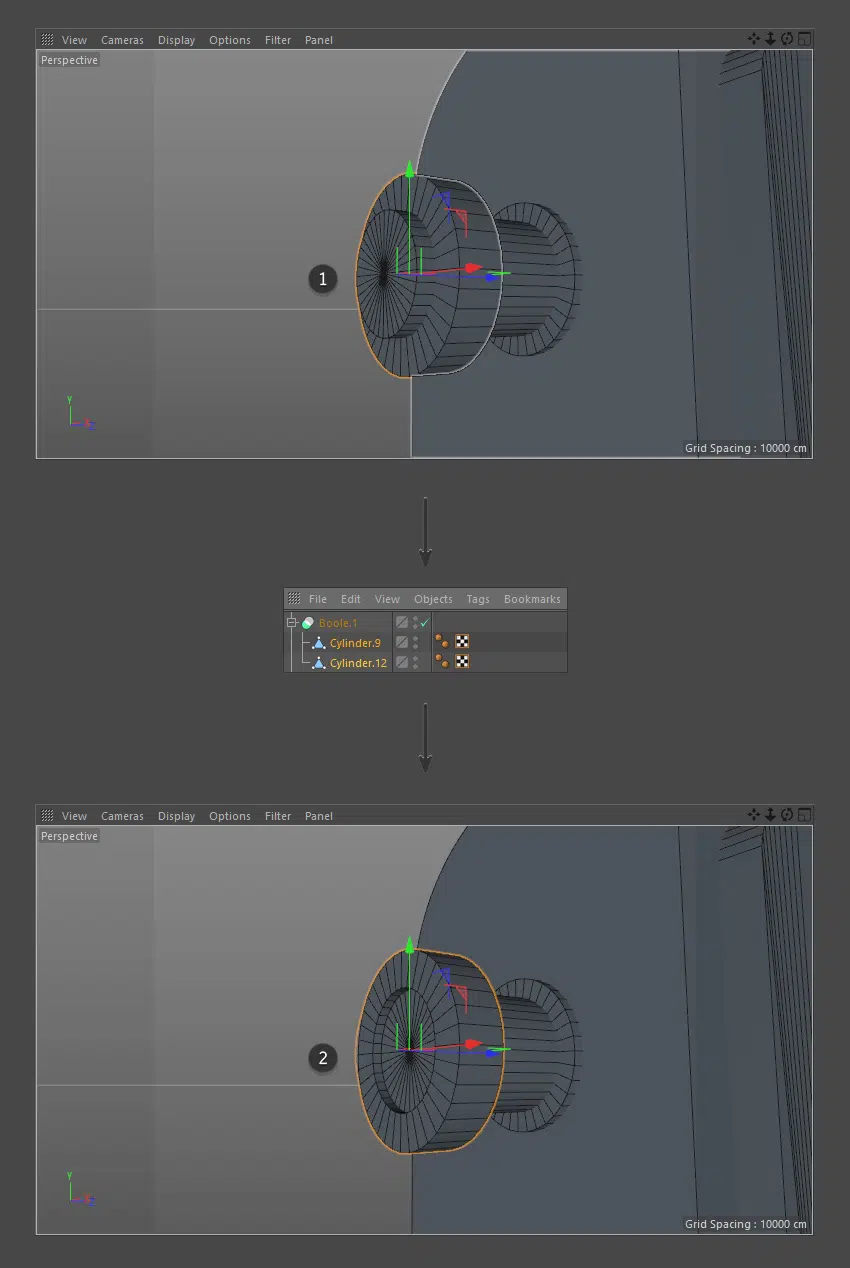 View Cameras Display Options Filter Panel
Perspective
1
Y
X
Z
Grid Spacing : 10000 cm
File Edit View Objects Tags Bookmarks
Boole.1
Cylinder.9
Cylinder.12
View Cameras Display Options Filter Panel
Perspective
2
Y
X
Z
Grid Spacing : 10000 cm